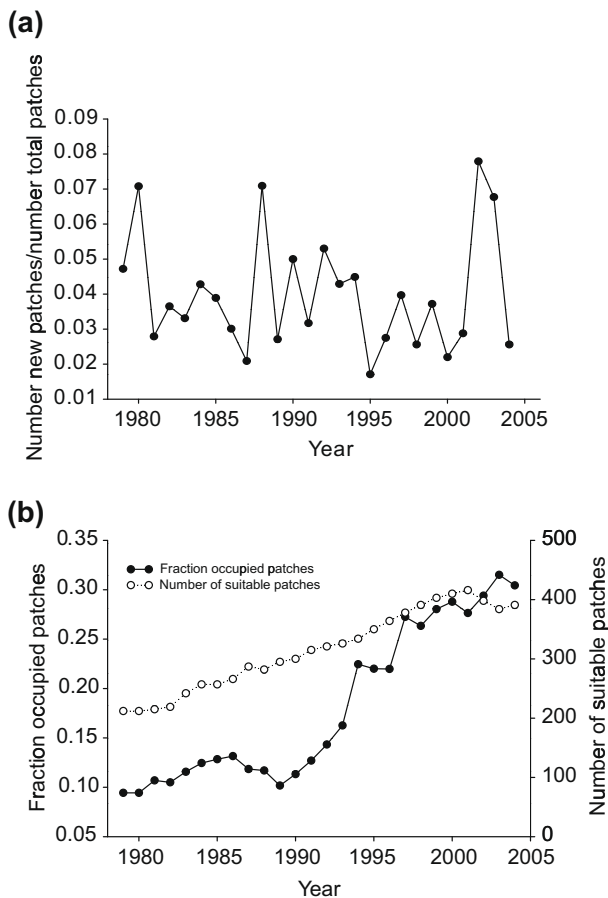 (a)
Number new patches/number total patches
0.09
0.08
0.07
0.06
0.05
0.04
0.03
0.02
0.01
1980 1985 1990 1995 2000 2005
Year
(b)
Fraction occupied patches
0.35
0.30
0.25
0.20
0.15
0.10
0.05
Fraction occupied patches
Number of suitable patches
500
400
300
200
100
0
Number of suitable patches
1980 1985 1990 1995 2000 2005
Year